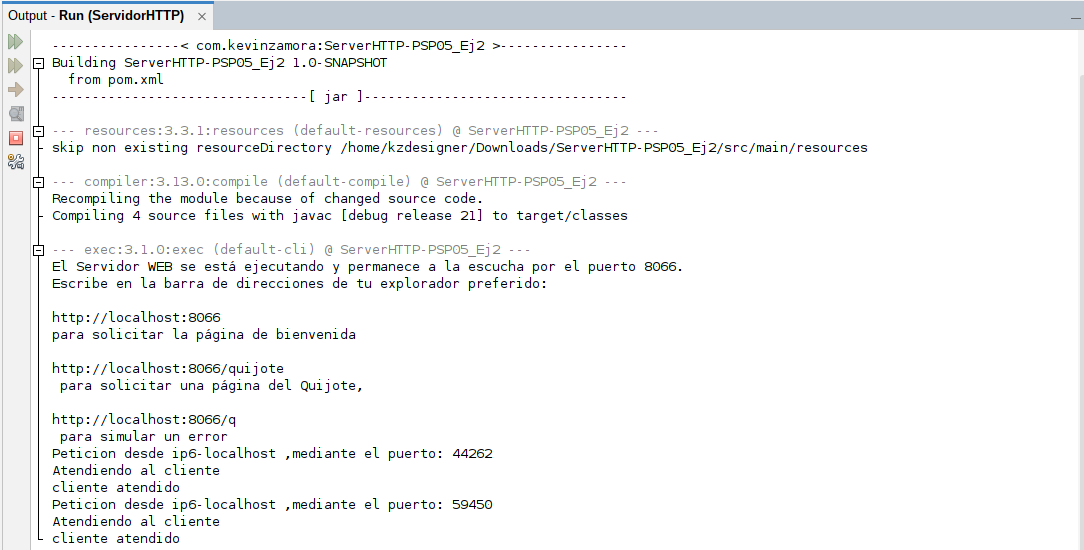 Output - Run (ServidorHTTP) ×
----------------< com.kevinzamora:ServerHTTP-PSP05_Ej2 >----------------
Building ServerHTTP-PSP05_Ej2 1.0-SNAPSHOT
  from pom.xml
--------------------------------[ jar ]---------------------------------
--- resources:3.3.1:resources (default-resources) @ ServerHTTP-PSP05_Ej2 ---
skip non existing resourceDirectory /home/kzdesigner/Downloads/ServerHTTP-PSP05_Ej2/src/main/resources
--- compiler:3.13.0:compile (default-compile) @ ServerHTTP-PSP05_Ej2 ---
Recompiling the module because of changed source code.
Compiling 4 source files with javac [debug release 21] to target/classes
--- exec:3.1.0:exec (default-cli) @ ServerHTTP-PSP05_Ej2 ---
El Servidor WEB se está ejecutando y permanece a la escucha por el puerto 8066.
Escribe en la barra de direcciones de tu explorador preferido:
http://localhost:8066
para solicitar la página de bienvenida
http://localhost:8066/quijote
 para solicitar una página del Quijote,
http://localhost:8066/q
 para simular un error
Peticion desde ip6-localhost ,mediante el puerto: 44262
Atendiendo al cliente
cliente atendido
Peticion desde ip6-localhost ,mediante el puerto: 59450
Atendiendo al cliente
cliente atendido